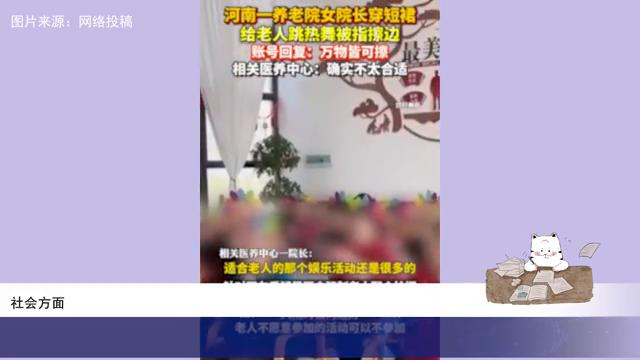 图片来源：网络投稿
河南一养老院女院长穿短裙
给老人跳热舞被指擦边
账号回复：万物皆可擦
相关医养中心：确实不太合适
最美
相关医养中心一院长：
适合老人的那个娱乐活动还是很多的
社会方面
老人不愿意参加的活动可以不参加